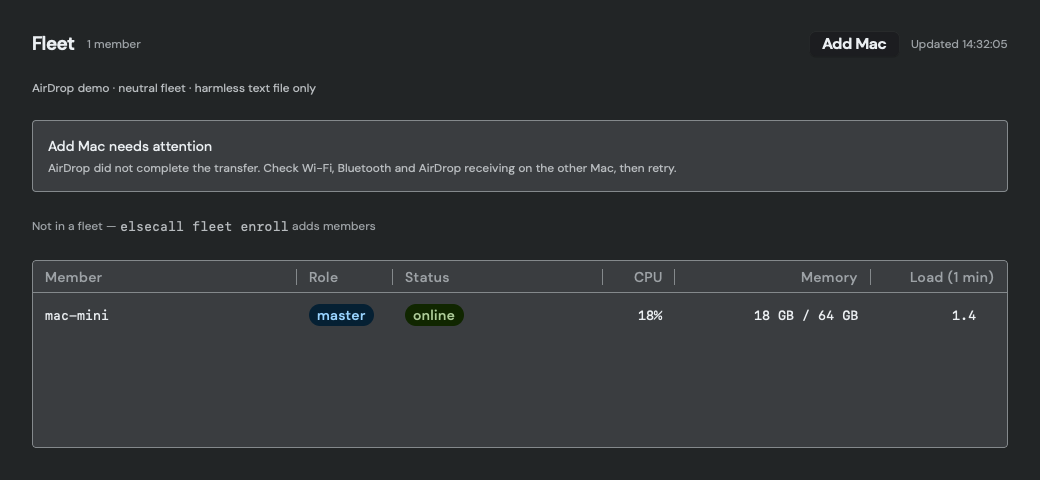 Fleet 1 member Add Mac Updated 14:32:05
AirDrop demo · neutral fleet · harmless text file only
Add Mac needs attention
AirDrop did not complete the transfer. Check Wi-Fi, Bluetooth and AirDrop receiving on the other Mac, then retry.
Not in a fleet — elsecall fleet enroll adds members
Member Role Status CPU Memory Load (1 min)
mac-mini master online 18% 18 GB / 64 GB 1.4